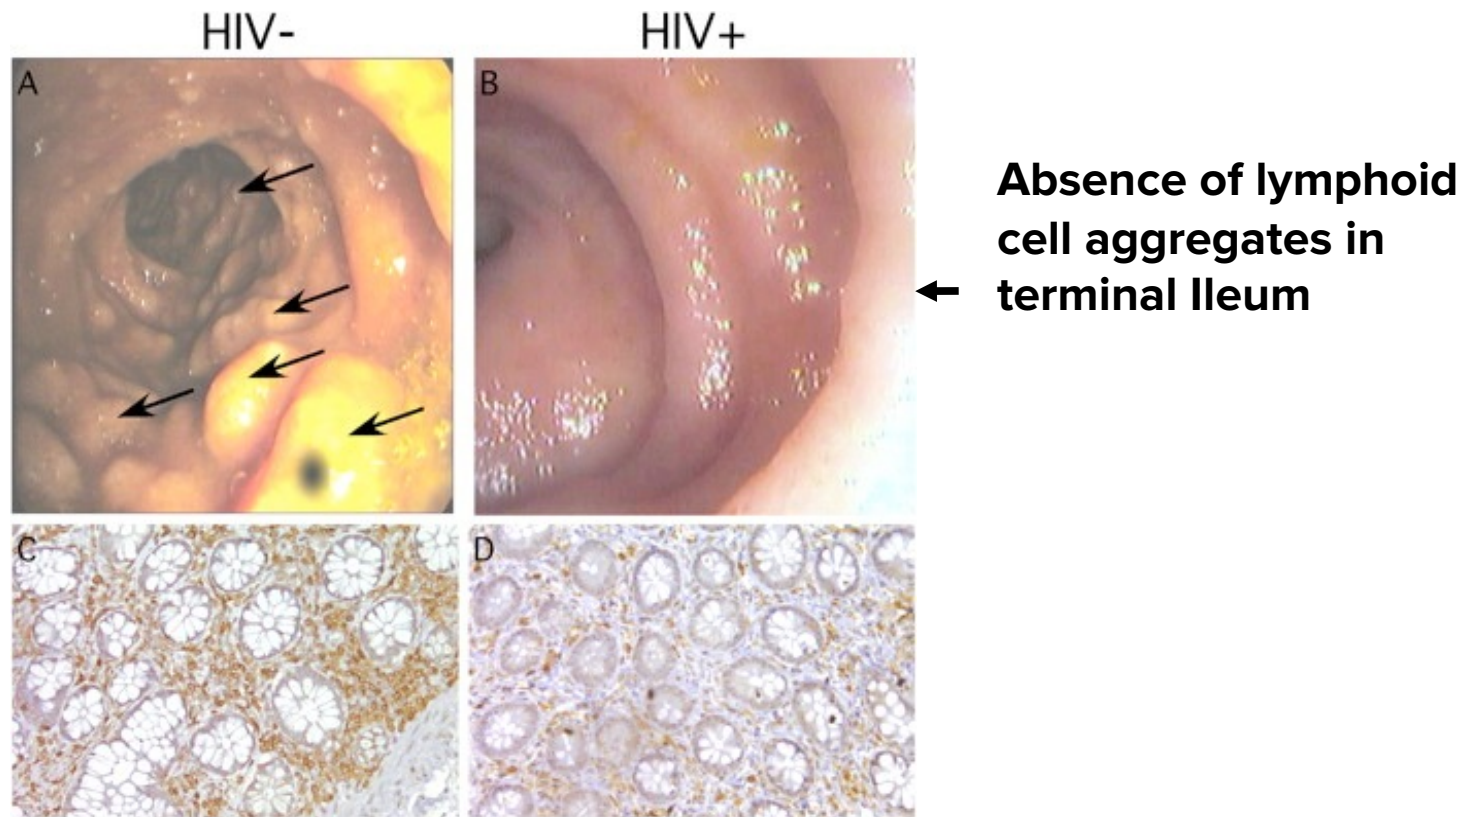 HIV-
HIV+
A
B
Absence of lymphoid
cell aggregates in
terminal Ileum
C
D